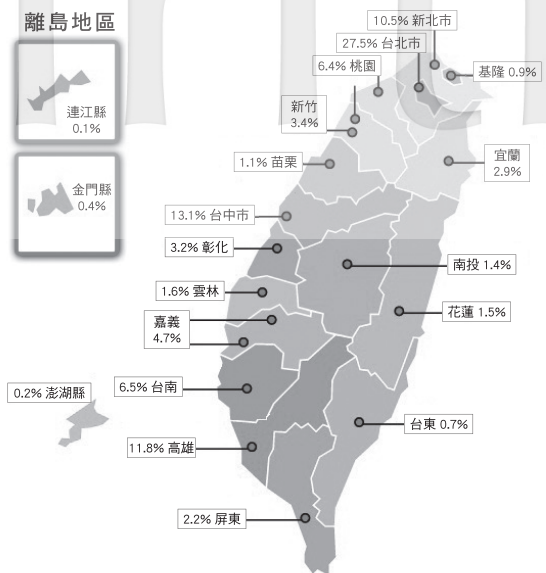 離島地區
連江縣
0.1%
金門縣
0.4%
10.5% 新北市
27.5% 台北市
6.4% 桃園
基隆 0.9%
新竹
3.4%
1.1% 苗栗
宜蘭
2.9%
13.1% 台中市
3.2% 彰化
南投 1.4%
1.6% 雲林
花蓮 1.5%
嘉義
4.7%
6.5% 台南
0.2% 澎湖縣
台東 0.7%
11.8% 高雄
2.2% 屏東